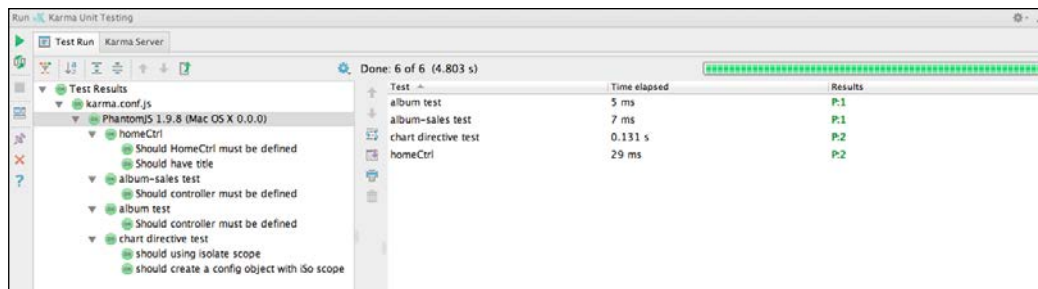 Run Karma Unit Testing
Test Run Karma Server
Done: 6 of 6 (4.803 s)
Test Results
karma.conf.js
PhantomJS 1.9.8 (Mac OS X 0.0.0)
homeCtrl
Should HomeCtrl must be defined
Should have title
album-sales test
Should controller must be defined
album test
Should controller must be defined
chart directive test
should using isolate scope
should create a config object with iSo scope
Test Time elapsed Results
album test 5 ms P:1
album-sales test 7 ms P:1
chart directive test 0.131 s P:2
homeCtrl 29 ms P:2